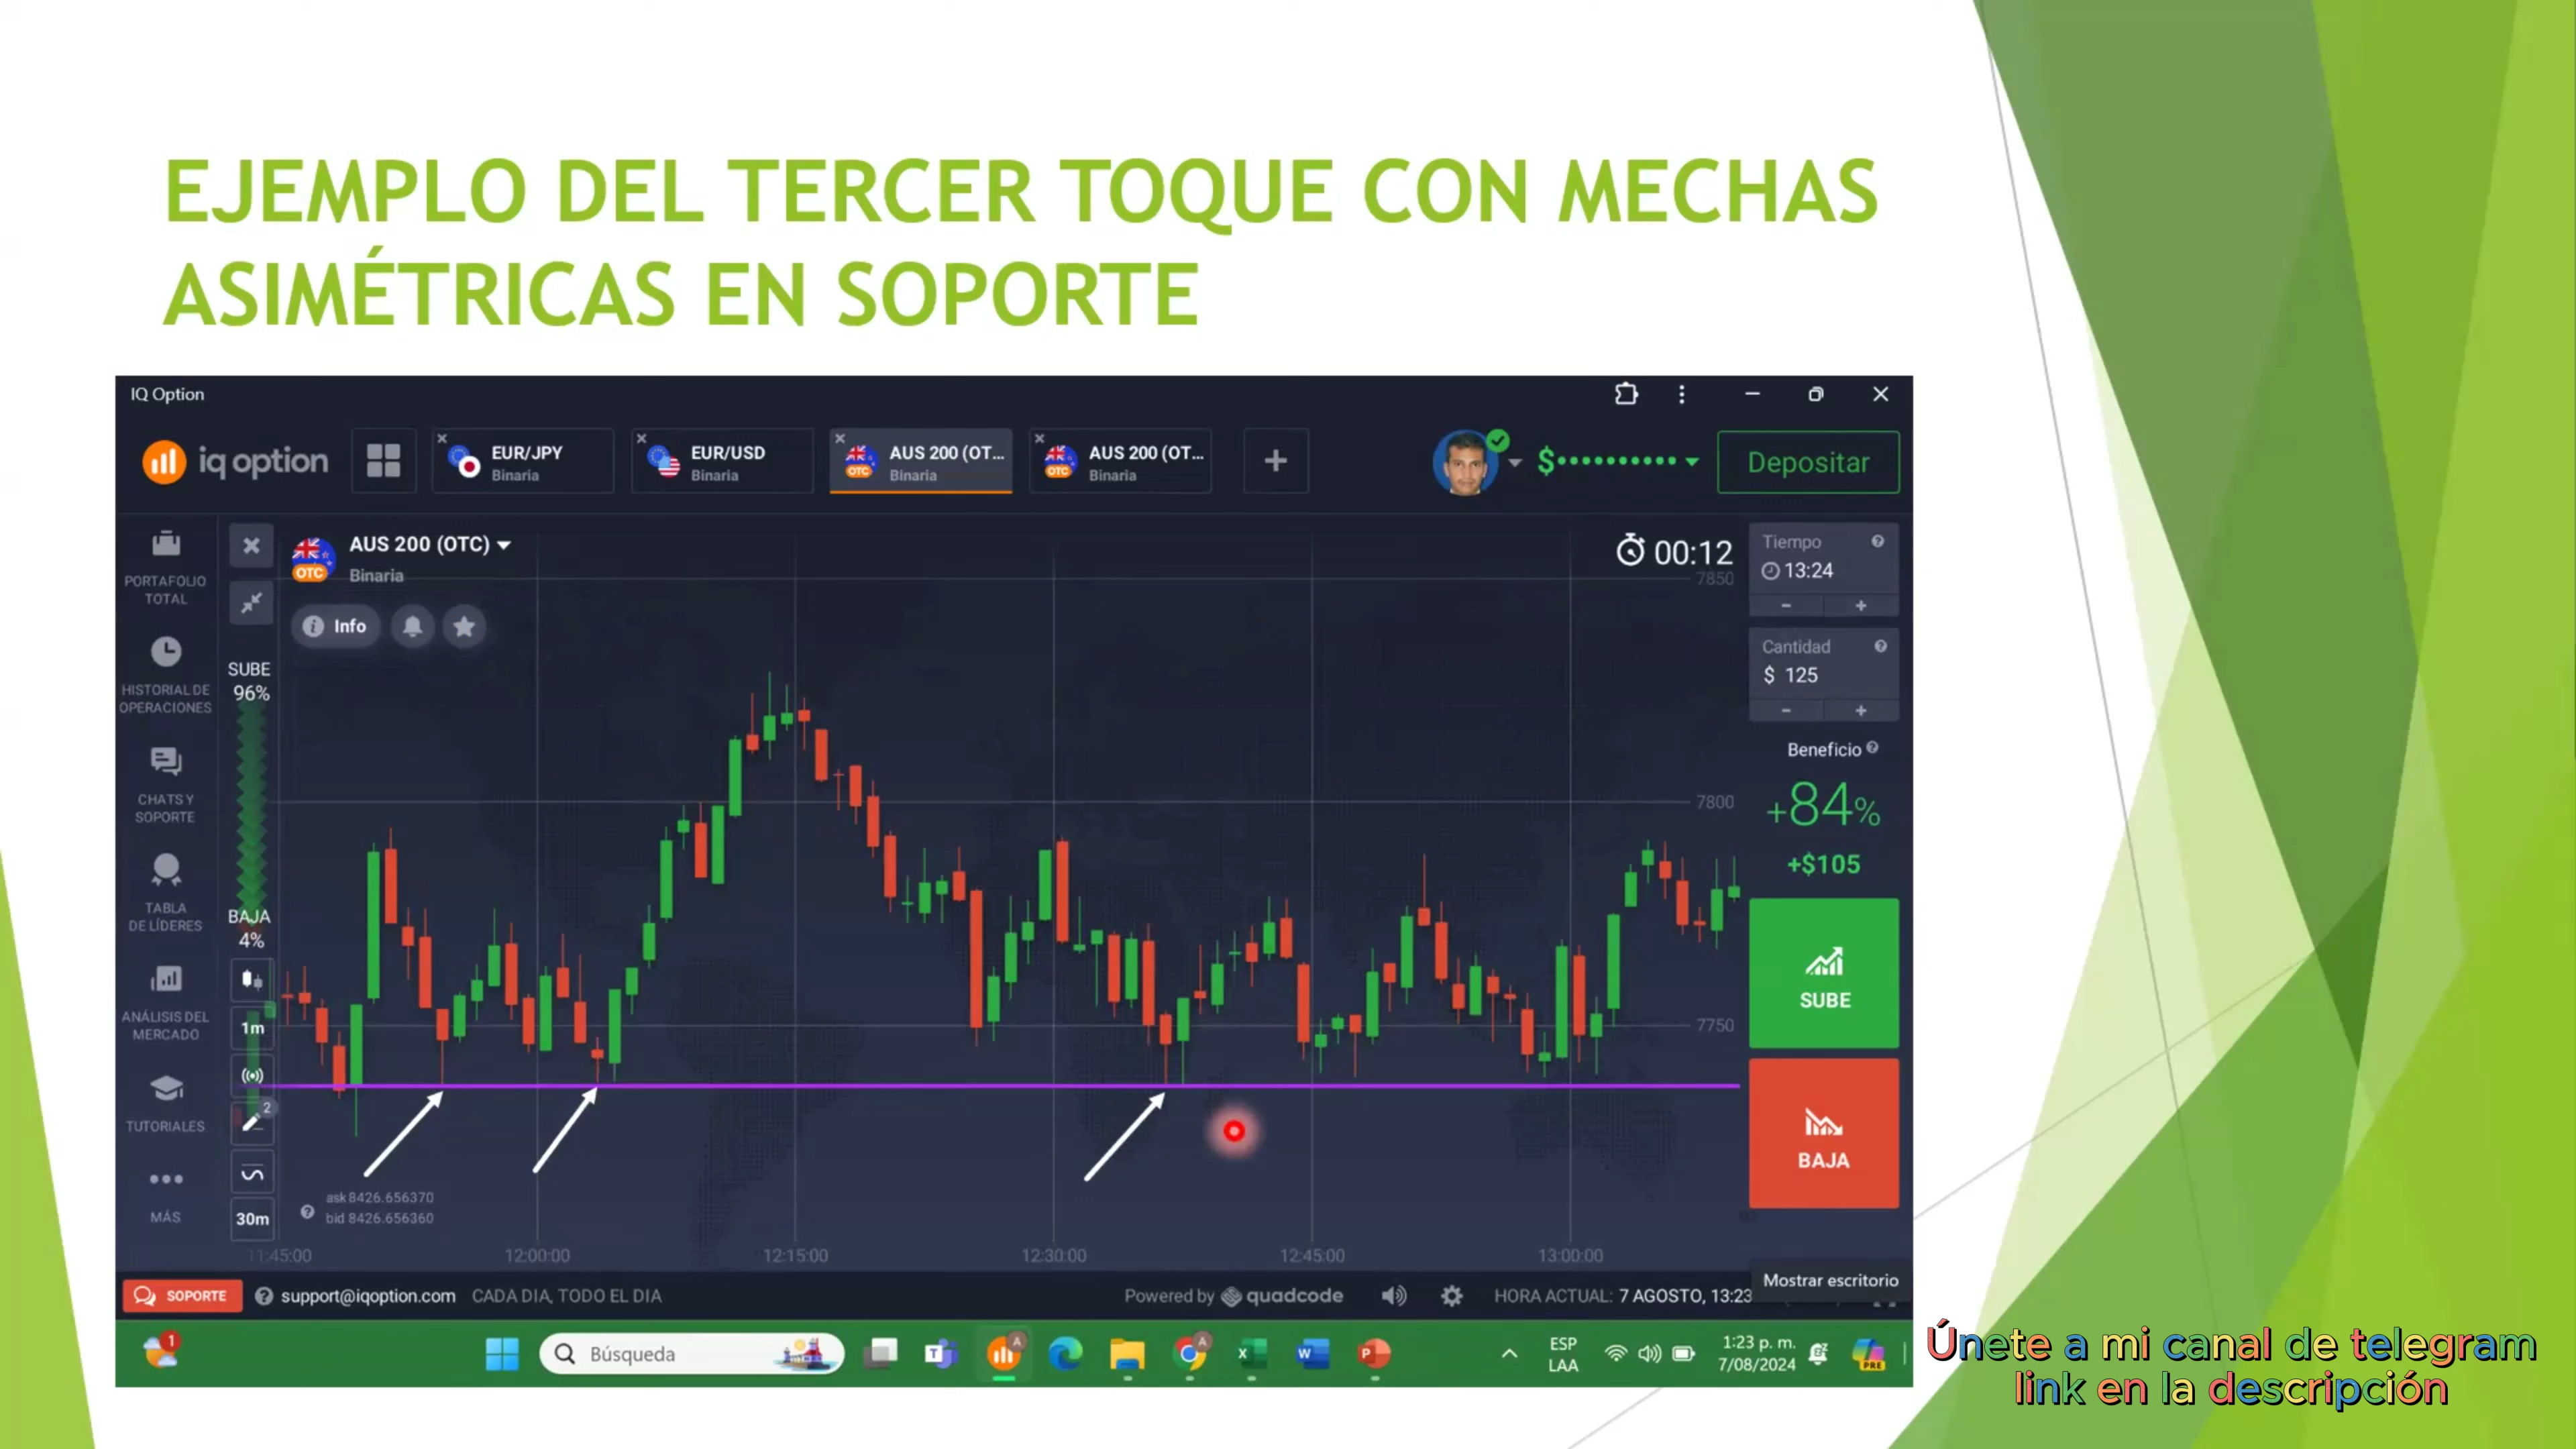 EJEMPLO DEL TERCER TOQUE CON MECHAS
ASIMÉTRICAS EN SOPORTE
IQ Option
iq option
EUR/JPY
Binaria
EUR/USD
Binaria
OTC
AUS 200 (OT...
Binaria
OTC
AUS 200 (OT...
Binaria
$
Depositar
PORTAFOLIO
TOTAL
HISTORIAL DE
OPERACIONES
CHATS Y
SOPORTE
TABLA
DE LÍDERES
ANÁLISIS DEL
MERCADO
TUTORIALES
MÁS
SUBE
96%
BAJA
4%
1m
2
30m
OTC
AUS 200 (OTC)
Binaria
Info
00:12
7850
7800
7750
ask 8426.656370
bid 8426.656360
11:45:00
12:00:00
12:15:00
12:30:00
12:45:00
13:00:00
Tiempo
13:24
- +
Cantidad
$ 125
- +
Beneficio
+84%
+$105
SUBE
BAJA
Mostrar escritorio
SOPORTE
support@iqoption.com
CADA DIA, TODO EL DIA
Powered by quadcode
HORA ACTUAL: 7 AGOSTO, 13:23
1
Búsqueda
ESP
LAA
1:23 p. m.
7/08/2024
PRE
Únete a mi canal de telegram
link en la descripción